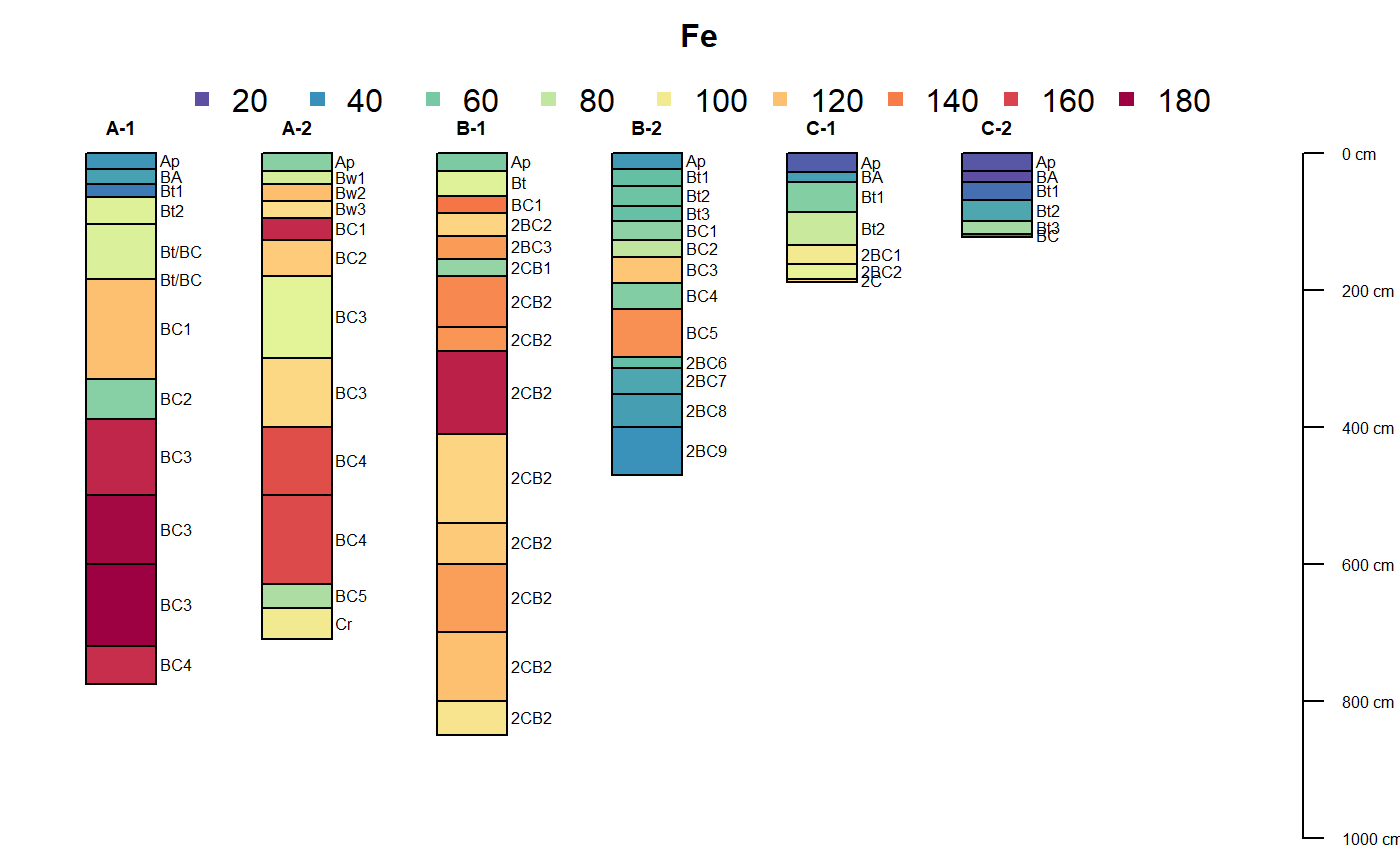 Fe
20 40 60 80 100 120 140 160 180
A-1 A-2 B-1 B-2 C-1 C-2
Ap
BA
Bt1
Bt2
Bt/BC
Bt/BC
BC1
BC2
BC3
BC3
BC3
BC4
Ap
Bw1
Bw2
Bw3
BC1
BC2
BC3
BC3
BC4
BC4
BC5
Cr
Ap
Bt
BC1
2BC2
2BC3
2CB1
2CB2
2CB2
2CB2
2CB2
2CB2
2CB2
2CB2
2CB2
Ap
Bt1
Bt2
Bt3
BC1
BC2
BC3
BC4
BC5
2BC6
2BC7
2BC8
2BC9
Ap
BA
Bt1
Bt2
2BC1
2BC2
2C
Ap
BA
Bt1
Bt2
Bt3
BC
0 cm
200 cm
400 cm
600 cm
800 cm
1000 cm